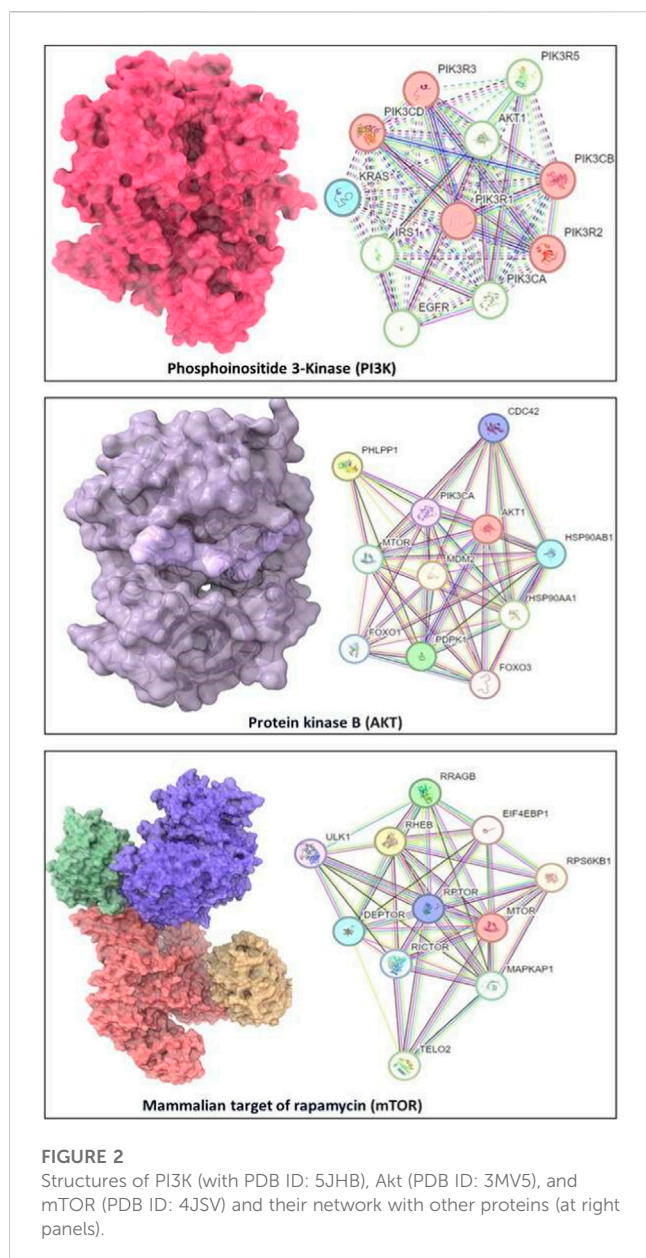 PIK3R3
PIK3R5
PIK3CD
AKT1
PIK3CB
KRAS
PIK3R1
IRS1
PIK3R2
PIK3CA
EGFR
Phosphoinositide 3-Kinase (PI3K)
CDC42
PHLPP1
PIK3CA
AKT1
MTOR
MDM2
HSP90AB1
HSP90AA1
FOXO1
PDPK1
FOXO3
Protein kinase B (AKT)
RRAGB
EIF4EBP1
ULK1
RHEB
RPS6KB1
RPTOR
DEPTOR
MTOR
RICTOR
MAPKAP1
TELO2
Mammalian target of rapamycin (mTOR)
FIGURE 2
Structures of PI3K (with PDB ID: 5JHB), Akt (PDB ID: 3MV5), and
mTOR (PDB ID: 4JSV) and their network with other proteins (at right
panels).